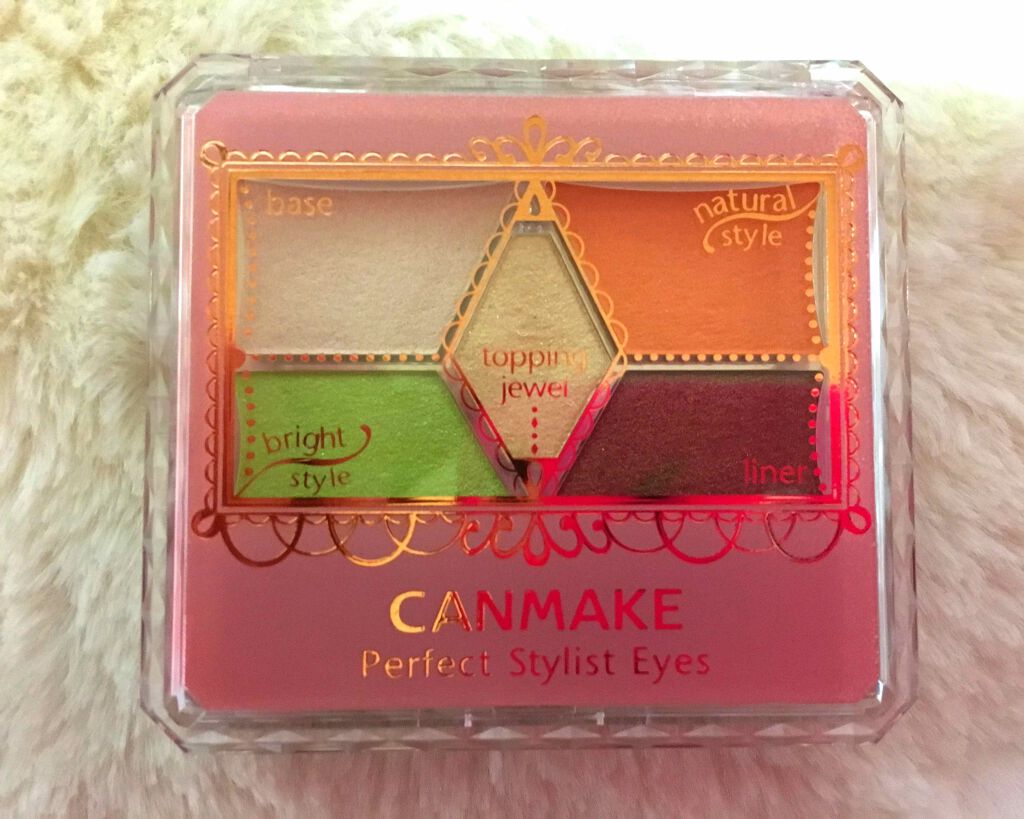 base
natural
style
topping
jewel
bright
style
liner
CANMAKE
Perfect Stylist Eyes